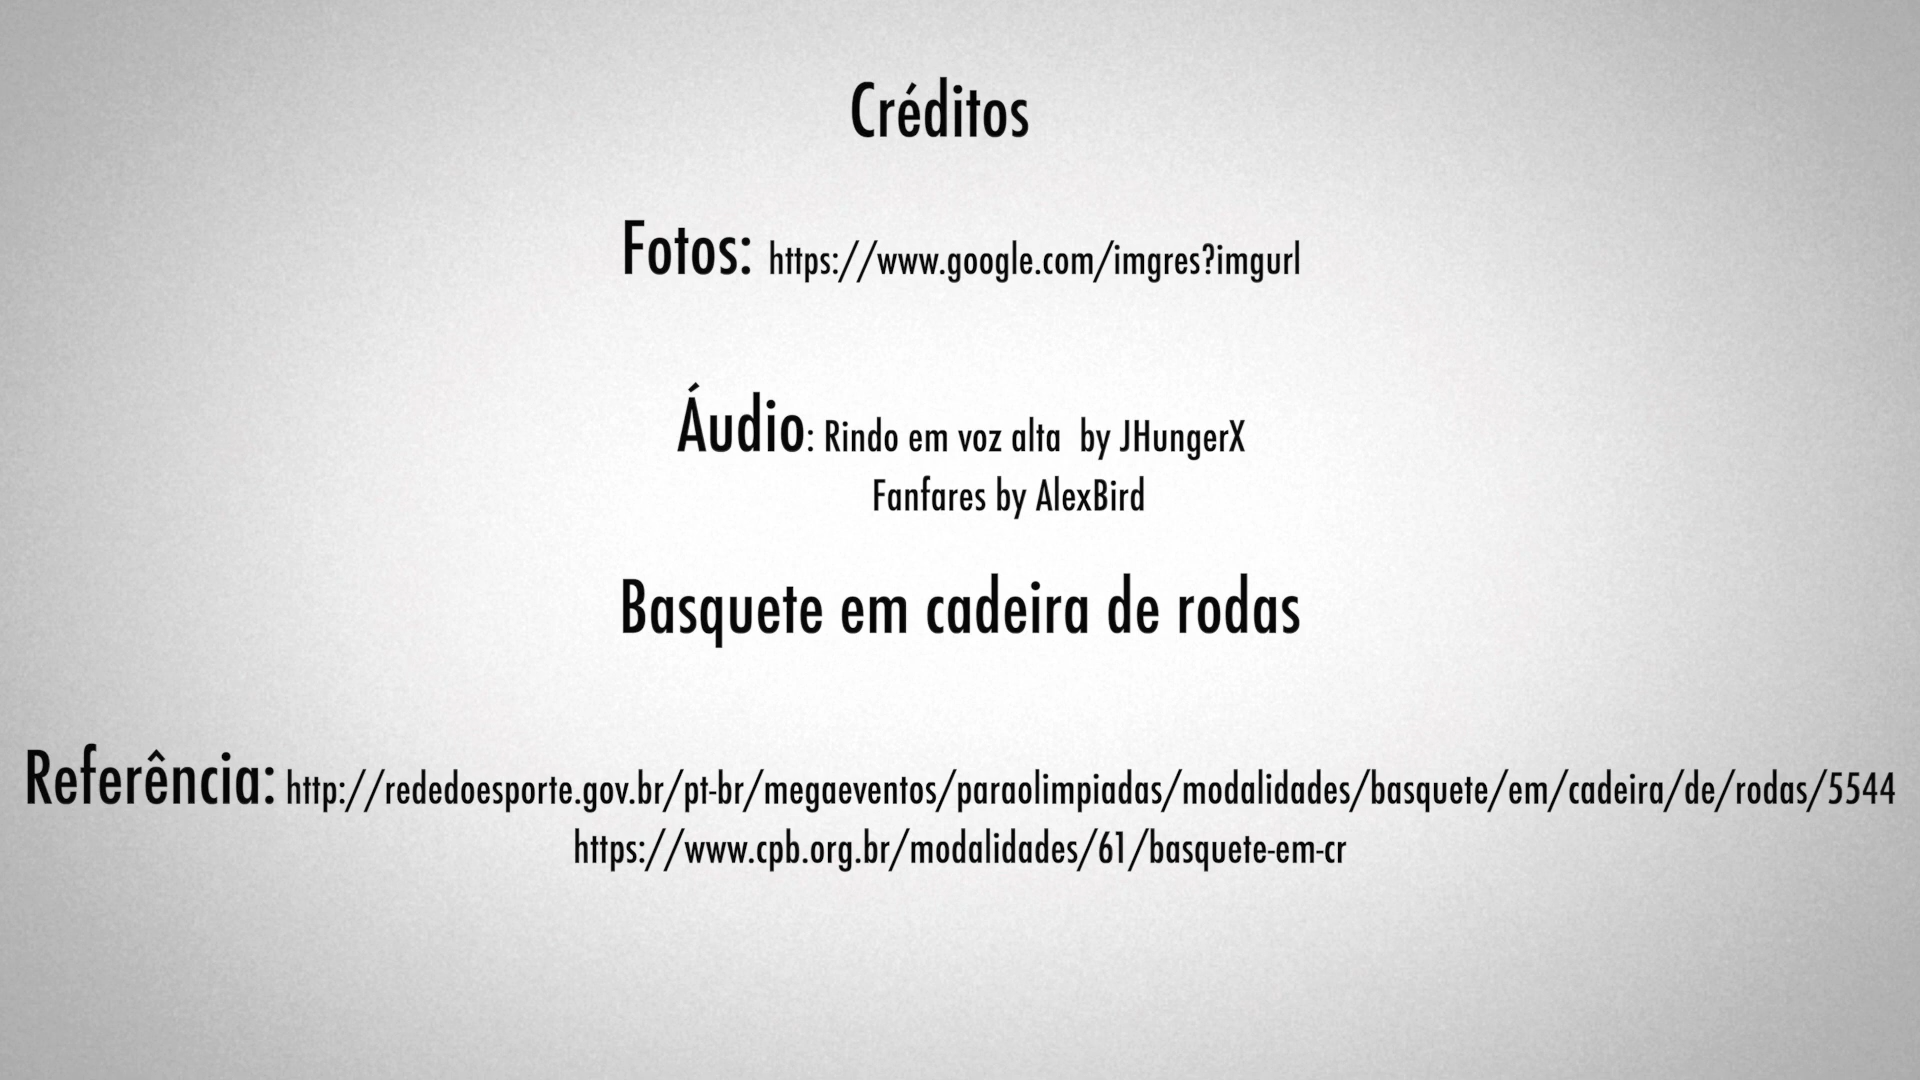 Créditos
Fotos: https://www.google.com/imgres?imgurl
Áudio: Rindo em voz alta by JHungerX
Fanfares by AlexBird
Basquete em cadeira de rodas
Referência: http://rededoesporte.gov.br/pt-br/megaeventos/paraolimpiadas/modalidades/basquete/em/cadeira/de/rodas/5544
https://www.cpb.org.br/modalidades/61/basquete-em-cr